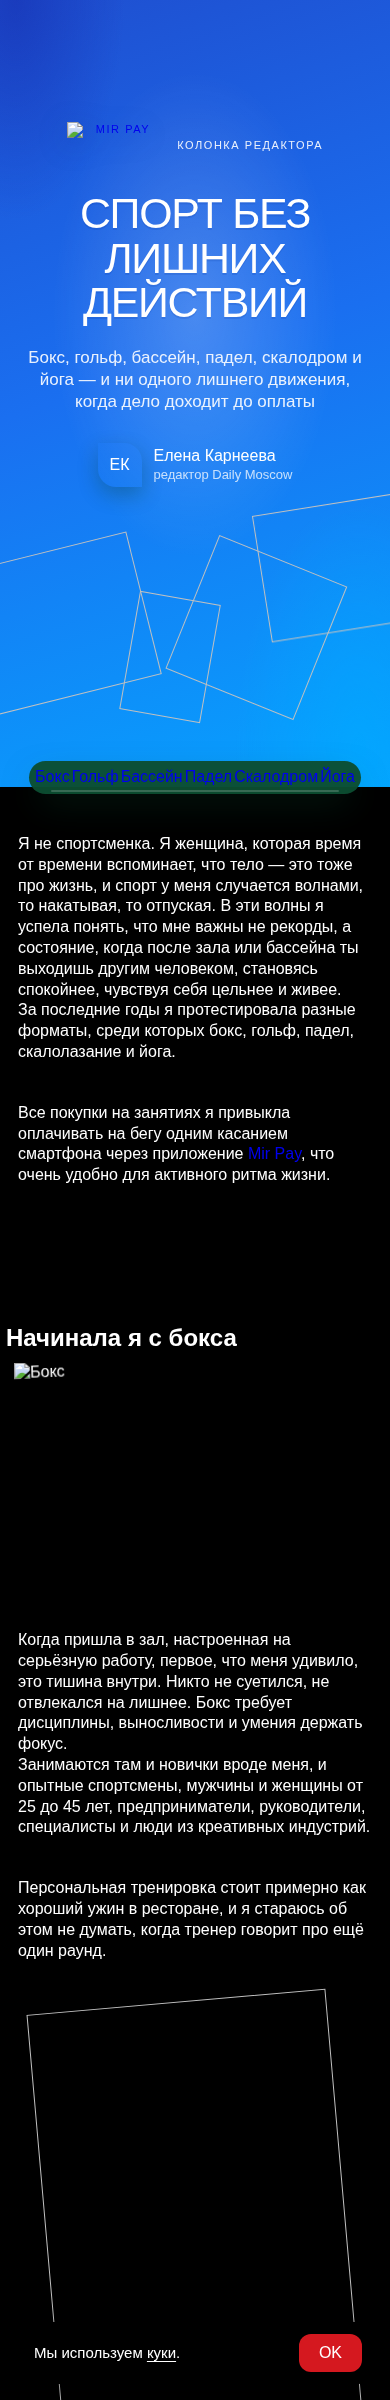 MIR PAY
КОЛОНКА РЕДАКТОРА
СПОРТ БЕЗ
ЛИШНИХ
ДЕЙСТВИЙ
Бокс, гольф, бассейн, падел, скалодром и
йога — и ни одного лишнего движения,
когда дело доходит до оплаты
ЕК
Елена Карнеева
редактор Daily Moscow
Бокс Гольф Бассейн Падел Скалодром Йога
Я не спортсменка. Я женщина, которая время
от времени вспоминает, что тело — это тоже
про жизнь, и спорт у меня случается волнами,
то накатывая, то отпуская. В эти волны я
успела понять, что мне важны не рекорды, а
состояние, когда после зала или бассейна ты
выходишь другим человеком, становясь
спокойнее, чувствуя себя цельнее и живее.
За последние годы я протестировала разные
форматы, среди которых бокс, гольф, падел,
скалолазание и йога.
Все покупки на занятиях я привыкла
оплачивать на бегу одним касанием
смартфона через приложение Mir Pay, что
очень удобно для активного ритма жизни.
Начинала я с бокса
Бокс
Когда пришла в зал, настроенная на
серьёзную работу, первое, что меня удивило,
это тишина внутри. Никто не суетился, не
отвлекался на лишнее. Бокс требует
дисциплины, выносливости и умения держать
фокус.
Занимаются там и новички вроде меня, и
опытные спортсмены, мужчины и женщины от
25 до 45 лет, предприниматели, руководители,
специалисты и люди из креативных индустрий.
Персональная тренировка стоит примерно как
хороший ужин в ресторане, и я стараюсь об
этом не думать, когда тренер говорит про ещё
один раунд.
Мы используем куки.
OK